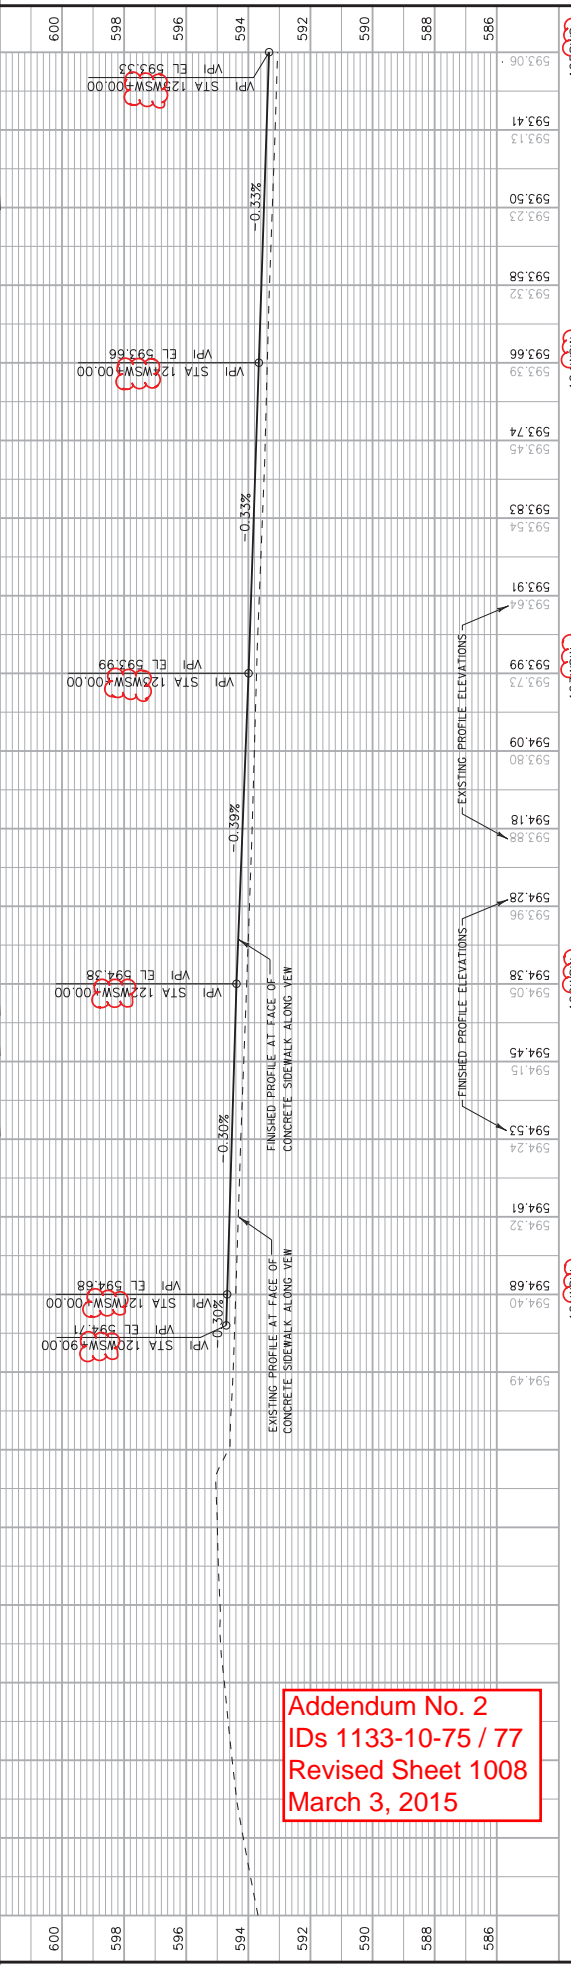 600
598
596
594
592
590
588
586
VPI STA 125WSW+00.00
VPI EL 593.33
-0.33%
VPI STA 124WSW+00.00
VPI EL 593.66
-0.33%
VPI STA 123WSW+00.00
VPI EL 593.99
-0.39%
VPI STA 122WSW+00.00
VPI EL 594.38
-0.30%
VPI STA 121WSW+00.00
VPI EL 594.68
-0.30%
VPI STA 120WSW+90.00
VPI EL 594.71
FINISHED PROFILE AT FACE OF
CONCRETE SIDEWALK ALONG VEW
EXISTING PROFILE AT FACE OF
CONCRETE SIDEWALK ALONG VEW
EXISTING PROFILE ELEVATIONS
FINISHED PROFILE ELEVATIONS
593.06
593.41
593.13
593.50
593.23
593.58
593.32
593.66
593.39
593.74
593.45
593.83
593.54
593.91
593.64
593.99
593.73
594.09
593.80
594.18
593.88
594.28
593.96
594.38
594.05
594.45
594.15
594.53
594.24
594.61
594.32
594.68
594.40
594.49
Addendum No. 2
IDs 1133-10-75 / 77
Revised Sheet 1008
March 3, 2015
600
598
596
594
592
590
588
586